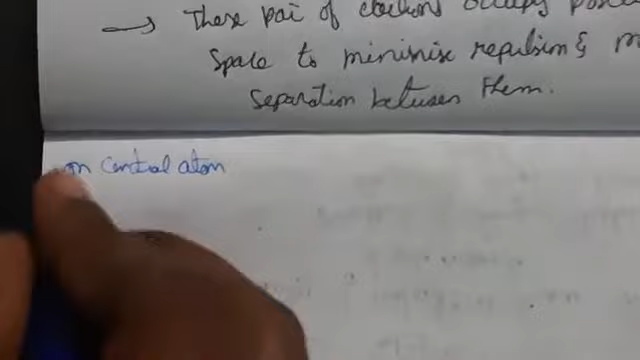 → These pair of electrons occupy
space to minimise repulsion &
separation between them.
on central atom